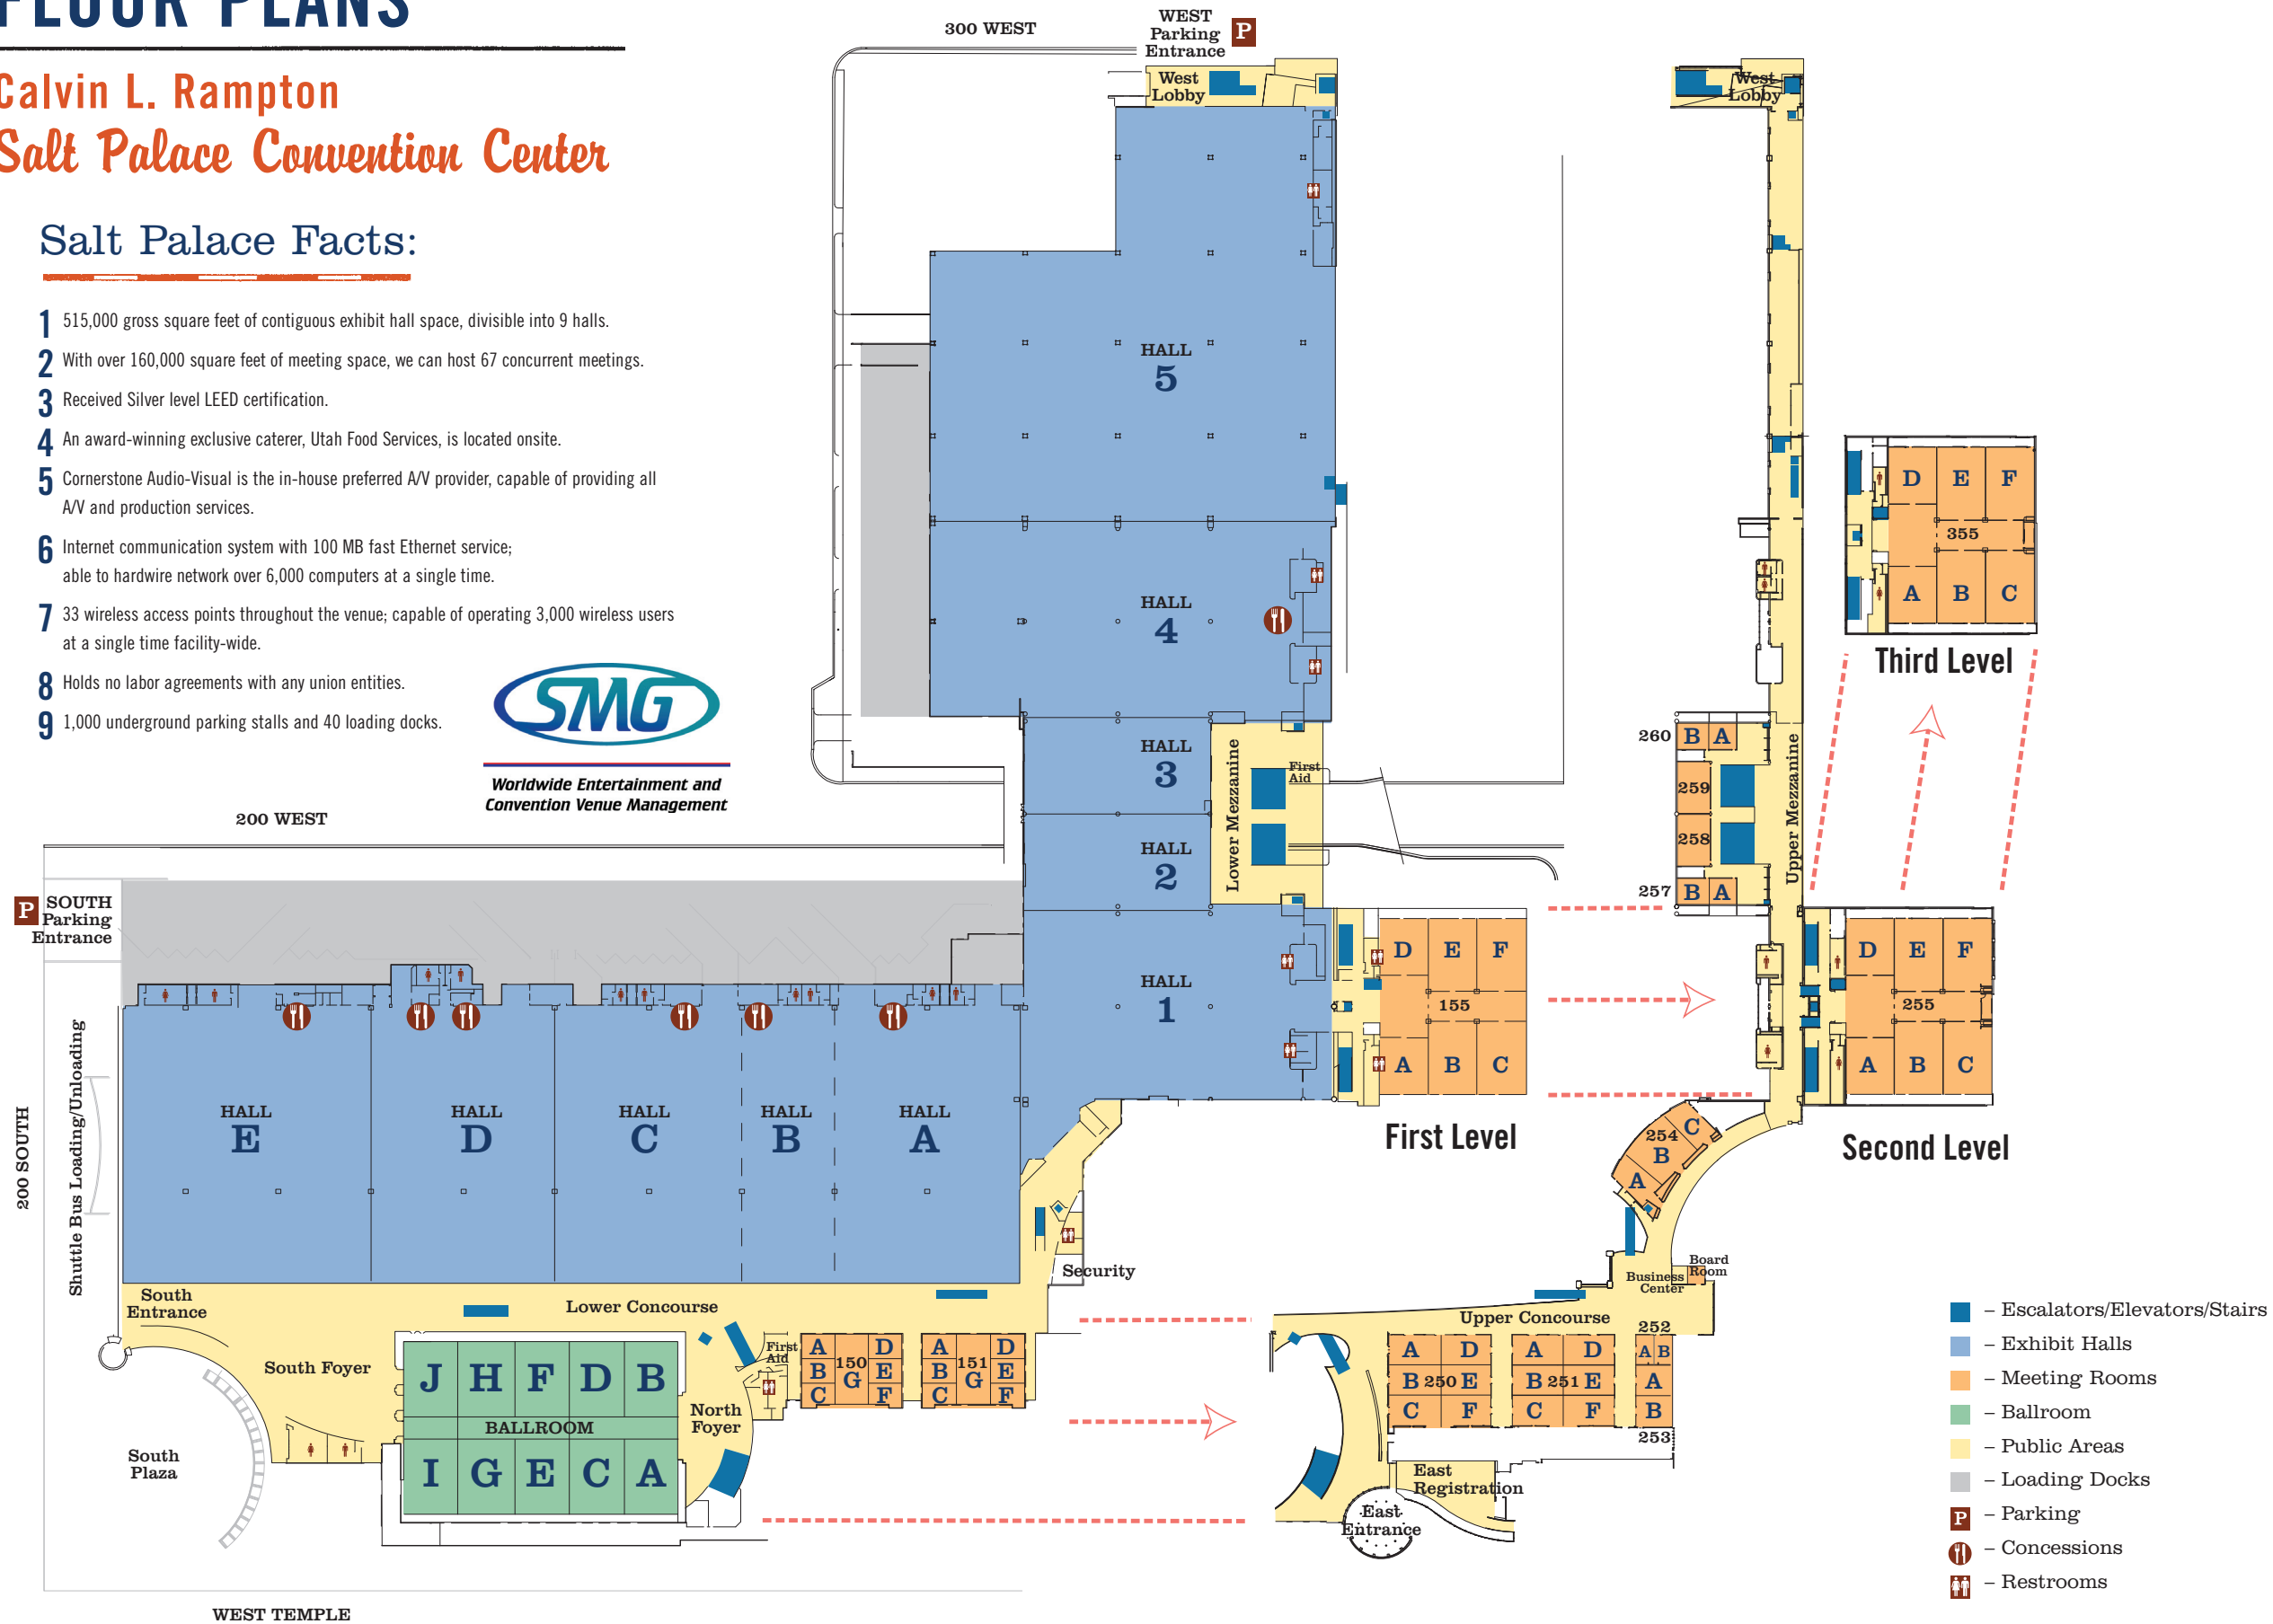 FLOOR PLANS
Calvin L. Rampton
Salt Palace Convention Center
Salt Palace Facts:
1 515,000 gross square feet of contiguous exhibit hall space, divisible into 9 halls.
2 With over 160,000 square feet of meeting space, we can host 67 concurrent meetings.
3 Received Silver level LEED certification.
4 An award-winning exclusive caterer, Utah Food Services, is located onsite.
5 Cornerstone Audio-Visual is the in-house preferred A/V provider, capable of providing all
A/V and production services.
6 Internet communication system with 100 MB fast Ethernet service;
able to hardwire network over 6,000 computers at a single time.
7 33 wireless access points throughout the venue; capable of operating 3,000 wireless users
at a single time facility-wide.
8 Holds no labor agreements with any union entities.
9 1,000 underground parking stalls and 40 loading docks.
SMG
Worldwide Entertainment and
Convention Venue Management
300 WEST
WEST
Parking
Entrance
P
West
Lobby
HALL
5
HALL
4
HALL
3
HALL
2
HALL
1
Lower Mezzanine
First
Aid
200 WEST
P
SOUTH
Parking
Entrance
200 SOUTH
Shuttle Bus Loading/Unloading
HALL
E
HALL
D
HALL
C
HALL
B
HALL
A
D E F
155
A B C
First Level
Security
South
Entrance
Lower Concourse
South Foyer
South
Plaza
J H F D B
BALLROOM
I G E C A
North
Foyer
First
Aid
A D
150
B G E
C F
A D
151
B G E
C F
WEST TEMPLE
West
Lobby
Upper Mezzanine
260 B A
259
258
257 B A
D E F
355
A B C
Third Level
D E F
255
A B C
Second Level
254
C
B
A
Board
Room
Business
Center
Upper Concourse
252
A D
B 250 E
C F
A D
B 251 E
C F
A B
A
B
253
East
Registration
East
Entrance
– Escalators/Elevators/Stairs
– Exhibit Halls
– Meeting Rooms
– Ballroom
– Public Areas
– Loading Docks
P – Parking
– Concessions
– Restrooms